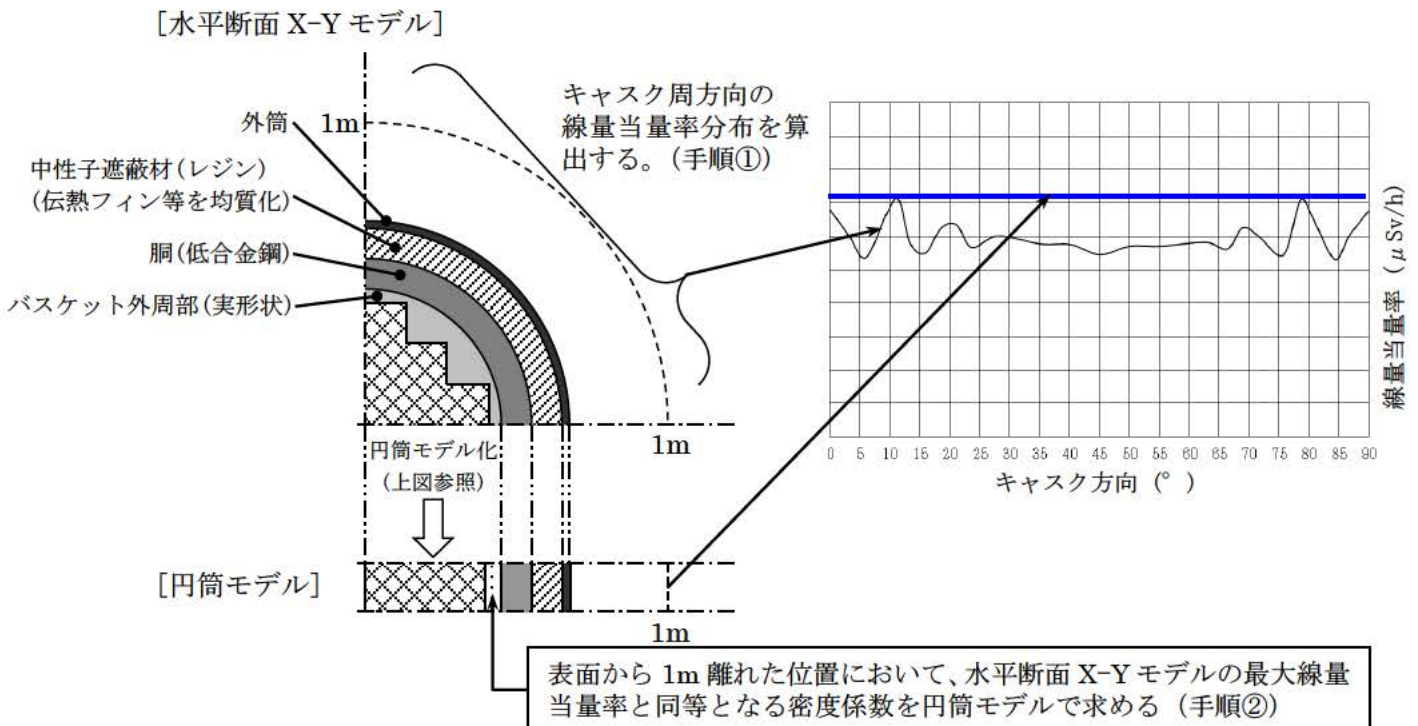 [水平断面 X-Y モデル]
外筒
1m
中性子遮蔽材(レジン)
(伝熱フィン等を均質化)
胴(低合金鋼)
バスケット外周部(実形状)
キャスク周方向の
線量当量率分布を算
出する。(手順①)
1m
円筒モデル化
(上図参照)
[円筒モデル]
1m
線量当量率 (μSv/h)
0 5 10 15 20 25 30 35 40 45 50 55 60 65 70 75 80 85 90
キャスク方向 (°)
表面から 1m 離れた位置において、水平断面 X-Y モデルの最大線量
当量率と同等となる密度係数を円筒モデルで求める (手順②)